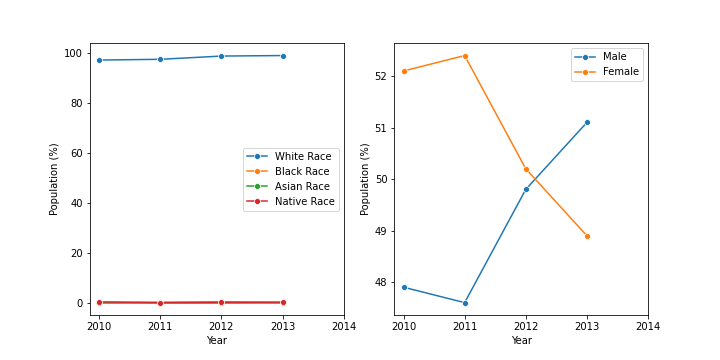 100
80
60
40
20
0
Population (%)
2010 2011 2012 2013 2014
Year
White Race
Black Race
Asian Race
Native Race
52
51
50
49
48
Population (%)
2010 2011 2012 2013 2014
Year
Male
Female